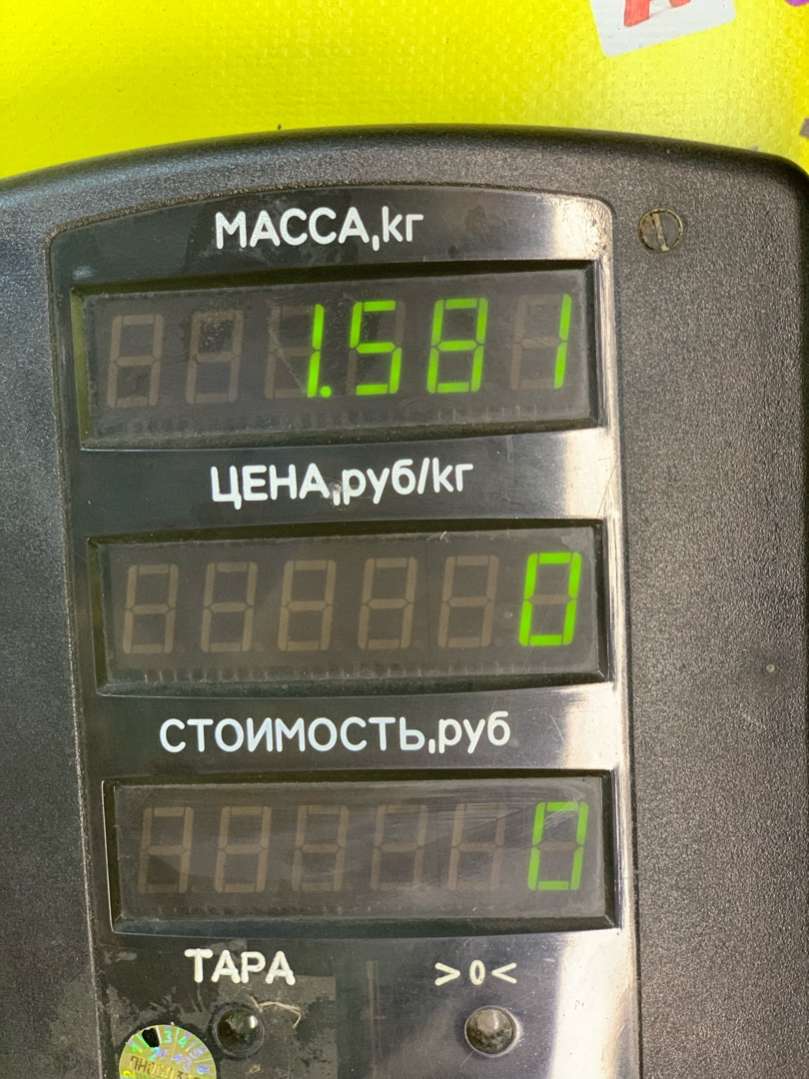 МАССА,кг
1.581
ЦЕНА,руб/кг
0
СТОИМОСТЬ,руб
0
ТАРА >0<